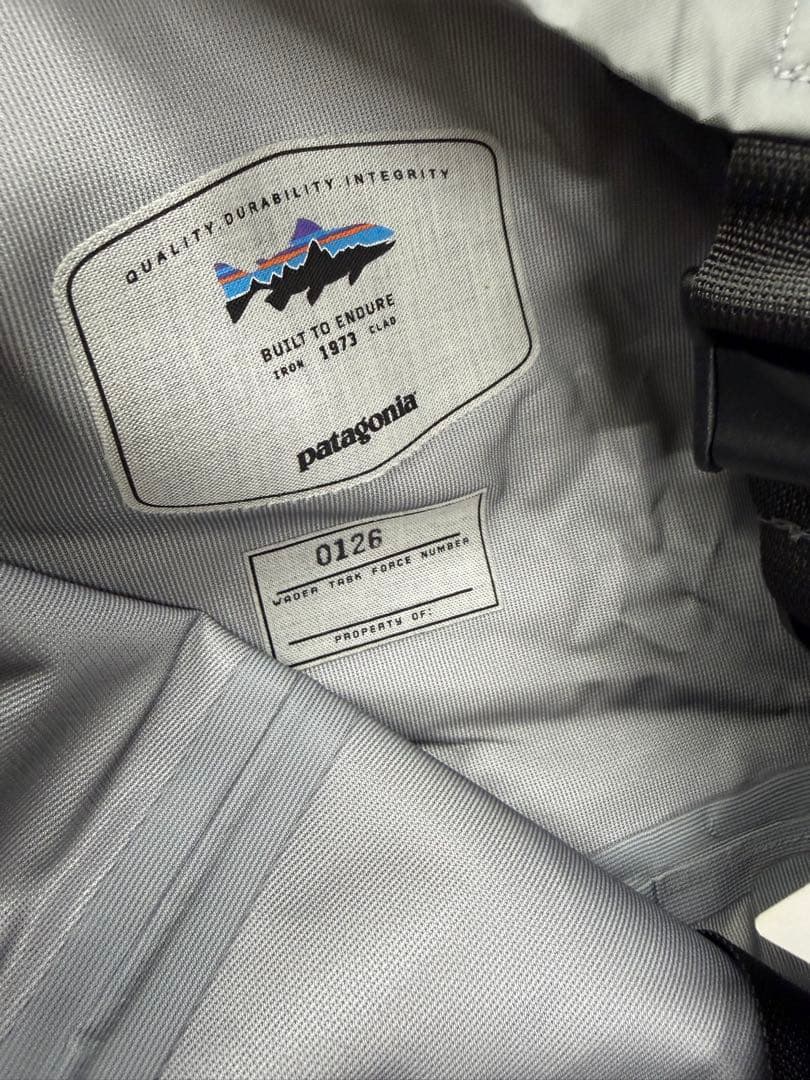 QUALITY.DURABILITY.INTEGRITY
BUILT TO ENDURE
IRON 1973 CLAD
patagonia
0126
WADER TASK FORCE NUMBER
PROPERTY OF: